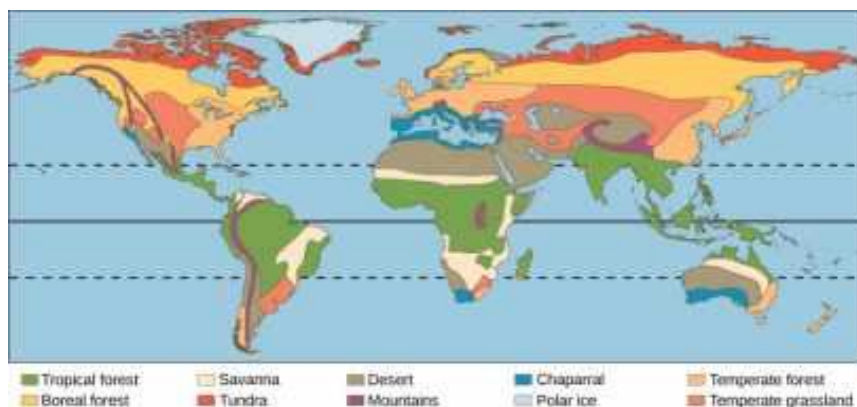 Tropical forest Savanna Desert Chaparral Temperate forest
Boreal forest Tundra Mountains Polar ice Temperate grassland